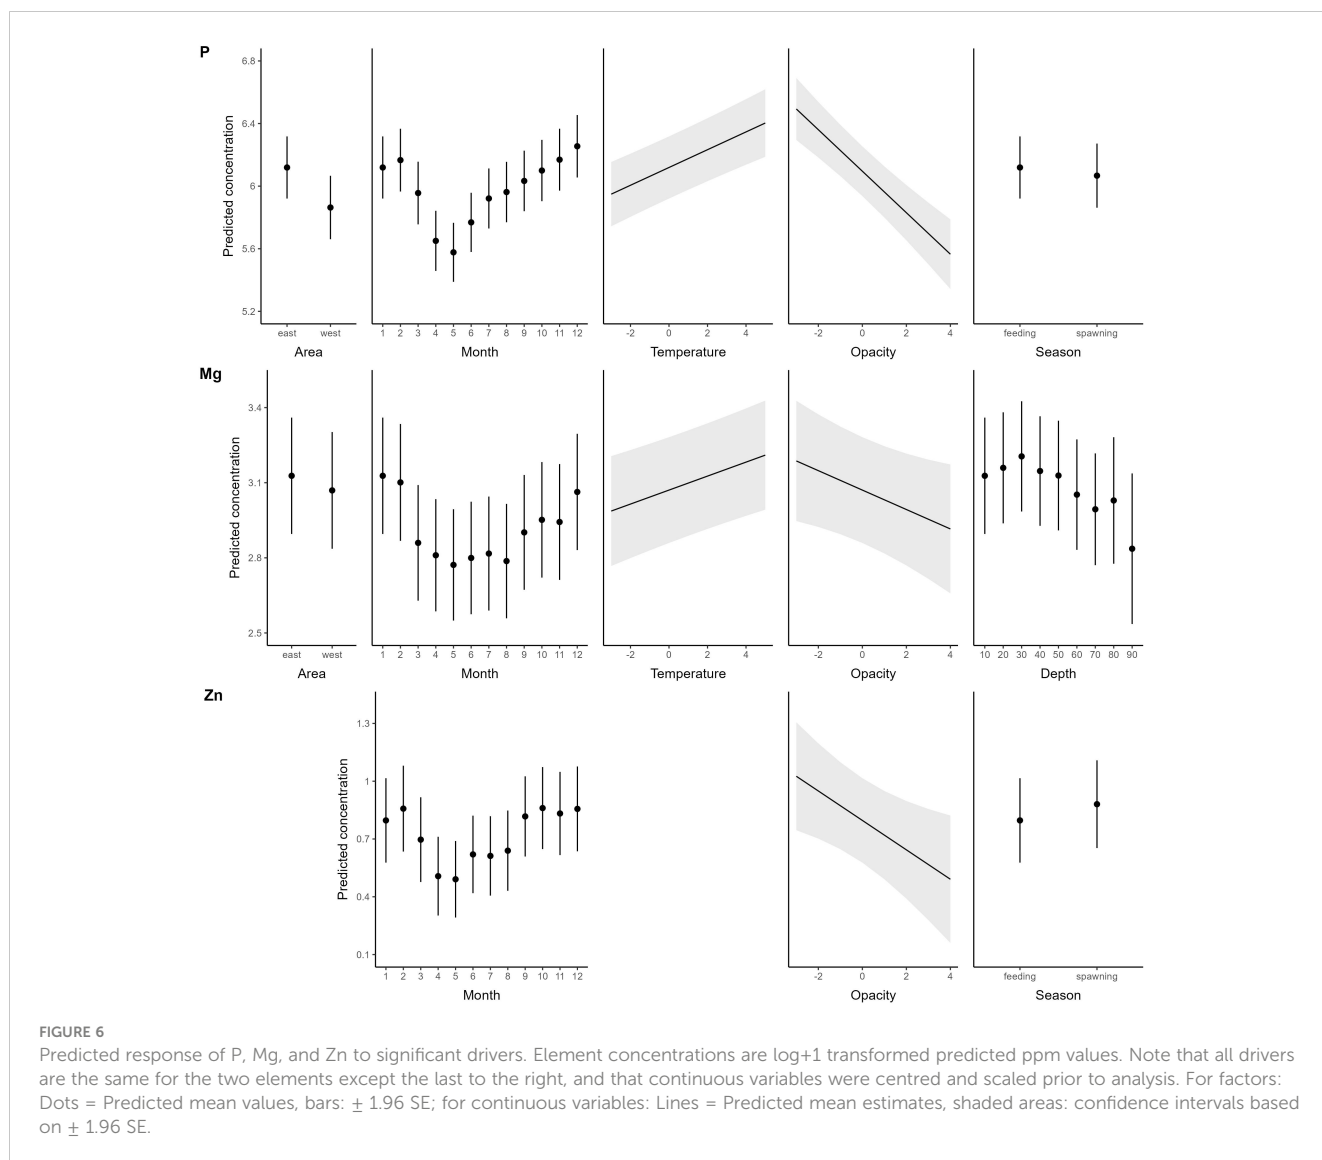 P
6.8
6.4
6
5.6
5.2
Predicted concentration
east west
Area
1 2 3 4 5 6 7 8 9 10 11 12
Month
-2 0 2 4
Temperature
-2 0 2 4
Opacity
feeding spawning
Season
Mg
3.4
3.1
2.8
2.5
Predicted concentration
east west
Area
1 2 3 4 5 6 7 8 9 10 11 12
Month
-2 0 2 4
Temperature
-2 0 2 4
Opacity
10 20 30 40 50 60 70 80 90
Depth
Zn
1.3
1
0.7
0.4
0.1
Predicted concentration
1 2 3 4 5 6 7 8 9 10 11 12
Month
-2 0 2 4
Opacity
feeding spawning
Season
FIGURE 6
Predicted response of P, Mg, and Zn to significant drivers. Element concentrations are log+1 transformed predicted ppm values. Note that all drivers
are the same for the two elements except the last to the right, and that continuous variables were centred and scaled prior to analysis. For factors:
Dots = Predicted mean values, bars: ± 1.96 SE; for continuous variables: Lines = Predicted mean estimates, shaded areas: confidence intervals based
on ± 1.96 SE.